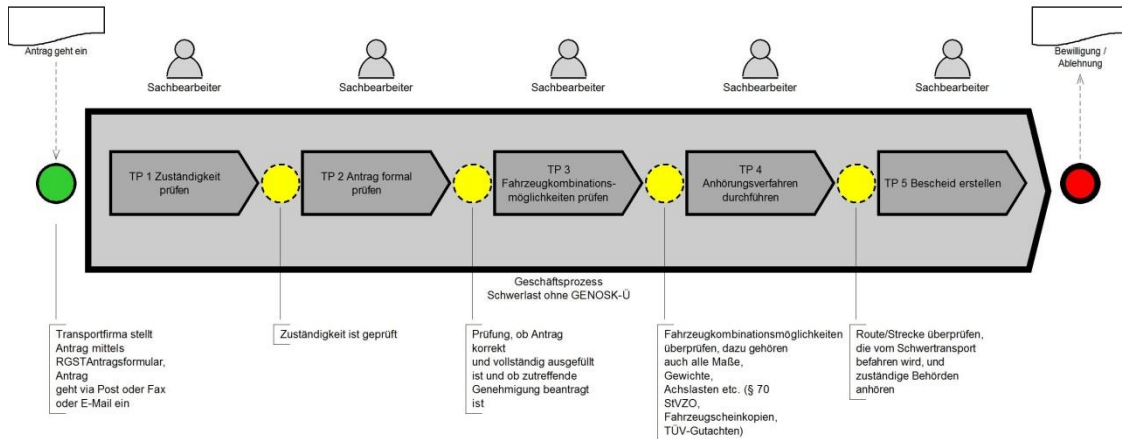 Antrag geht ein
Bewilligung /
Ablehnung
Sachbearbeiter
Sachbearbeiter
Sachbearbeiter
Sachbearbeiter
Sachbearbeiter
TP 1 Zuständigkeit
prüfen
TP 2 Antrag formal
prüfen
TP 3
Fahrzeugkombinations-
möglichkeiten prüfen
TP 4
Anhörungsverfahren
durchführen
TP 5 Bescheid erstellen
Geschäftsprozess
Schwerlast ohne GENOSK-Ü
Transportfirma stellt
Antrag mittels
RGSTAntragsformular,
Antrag
geht via Post oder Fax
oder E-Mail ein
Zuständigkeit ist geprüft
Prüfung, ob Antrag
korrekt
und vollständig ausgefüllt
ist und ob zutreffende
Genehmigung beantragt
ist
Fahrzeugkombinationsmöglichkeiten
überprüfen, dazu gehören
auch alle Maße,
Gewichte,
Achslasten etc. (§ 70
StVZO,
Fahrzeugscheinkopien,
TÜV-Gutachten)
Route/Strecke überprüfen,
die vom Schwertransport
befahren wird, und
zuständige Behörden
anhören